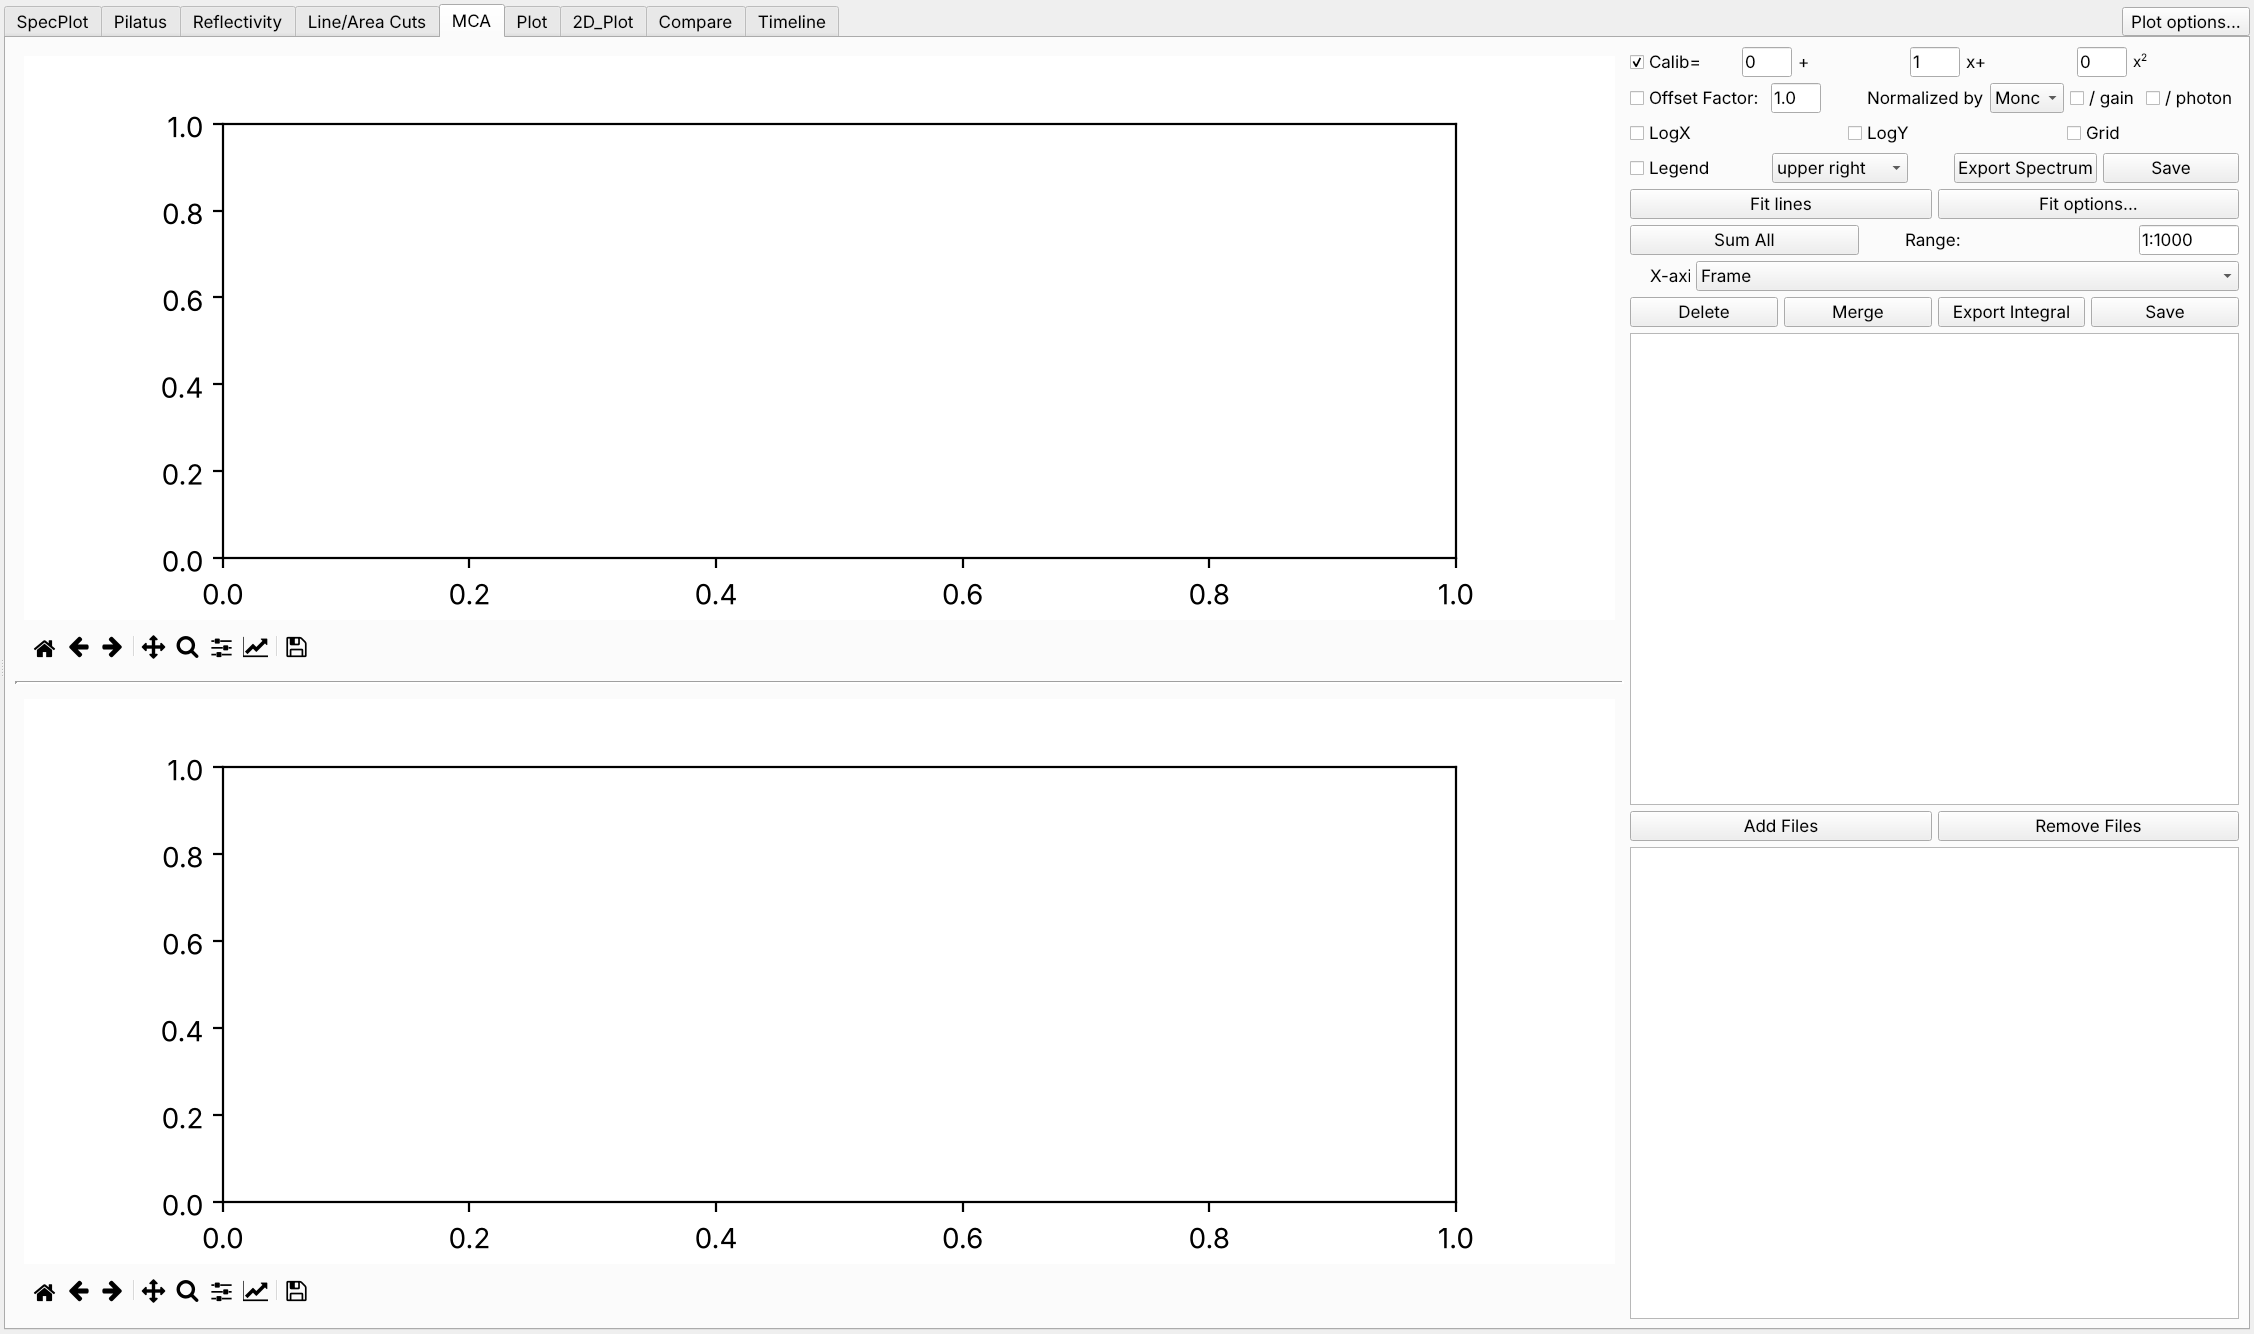 SpecPlot Pilatus Reflectivity Line/Area Cuts MCA Plot 2D_Plot Compare Timeline Plot options...
Calib= 0 + 1 x+ 0 x²
Offset Factor: 1.0 Normalized by Monc / gain / photon
LogX LogY Grid
Legend upper right Export Spectrum Save
Fit lines Fit options...
Sum All Range: 1:1000
X-axi Frame
Delete Merge Export Integral Save
Add Files Remove Files
1.0
0.8
0.6
0.4
0.2
0.0
0.0 0.2 0.4 0.6 0.8 1.0
1.0
0.8
0.6
0.4
0.2
0.0
0.0 0.2 0.4 0.6 0.8 1.0